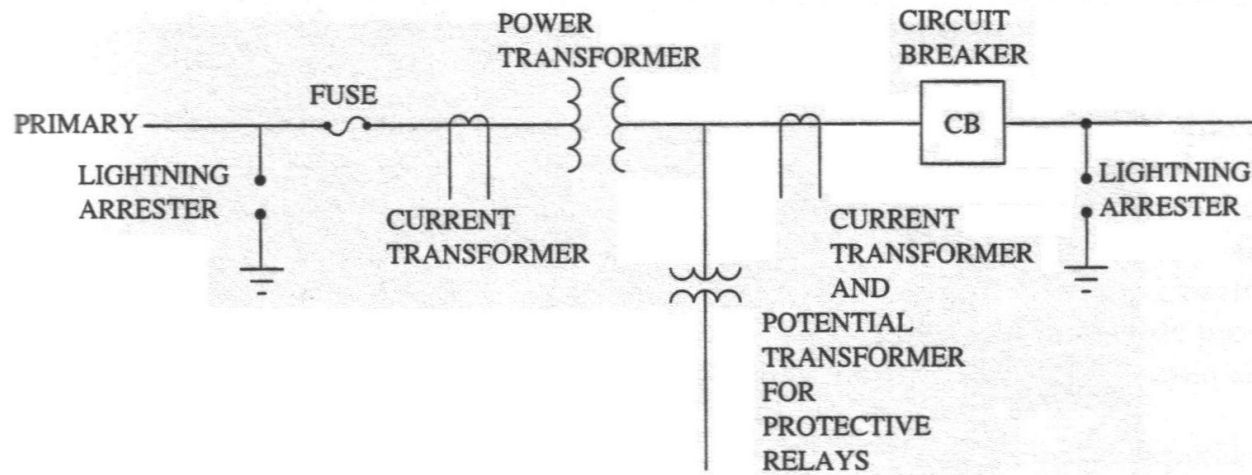 POWER
TRANSFORMER
CIRCUIT
BREAKER
FUSE
PRIMARY
CB
LIGHTNING
ARRESTER
CURRENT
TRANSFORMER
CURRENT
TRANSFORMER
AND
POTENTIAL
TRANSFORMER
FOR
PROTECTIVE
RELAYS
LIGHTNING
ARRESTER